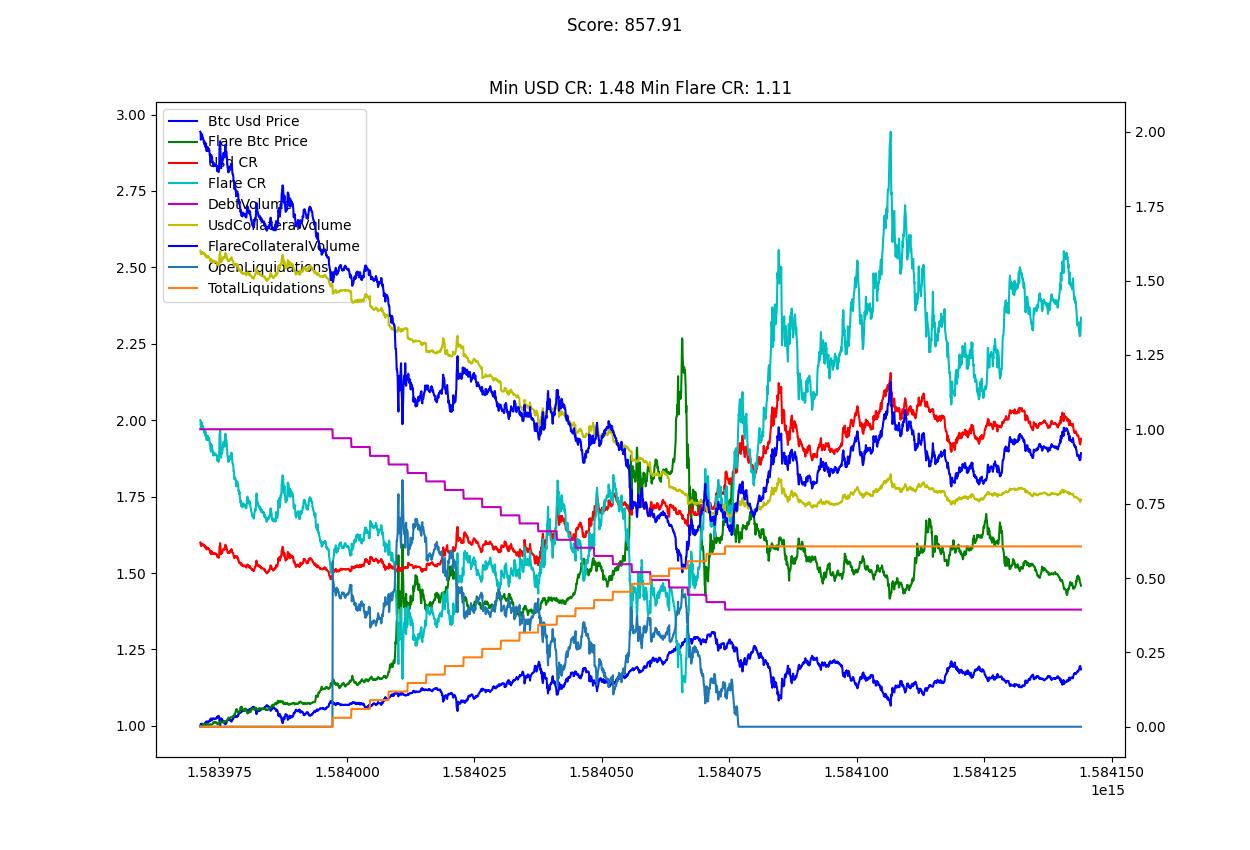 Score: 857.91
Min USD CR: 1.48 Min Flare CR: 1.11
Btc Usd Price
Flare Btc Price
Usd CR
Flare CR
DebtVolume
UsdCollateralVolume
FlareCollateralVolume
OpenLiquidations
TotalLiquidations
3.00
2.75
2.50
2.25
2.00
1.75
1.50
1.25
1.00
2.00
1.75
1.50
1.25
1.00
0.75
0.50
0.25
0.00
1.583975 1.584000 1.584025 1.584050 1.584075 1.584100 1.584125 1.584150
1e15